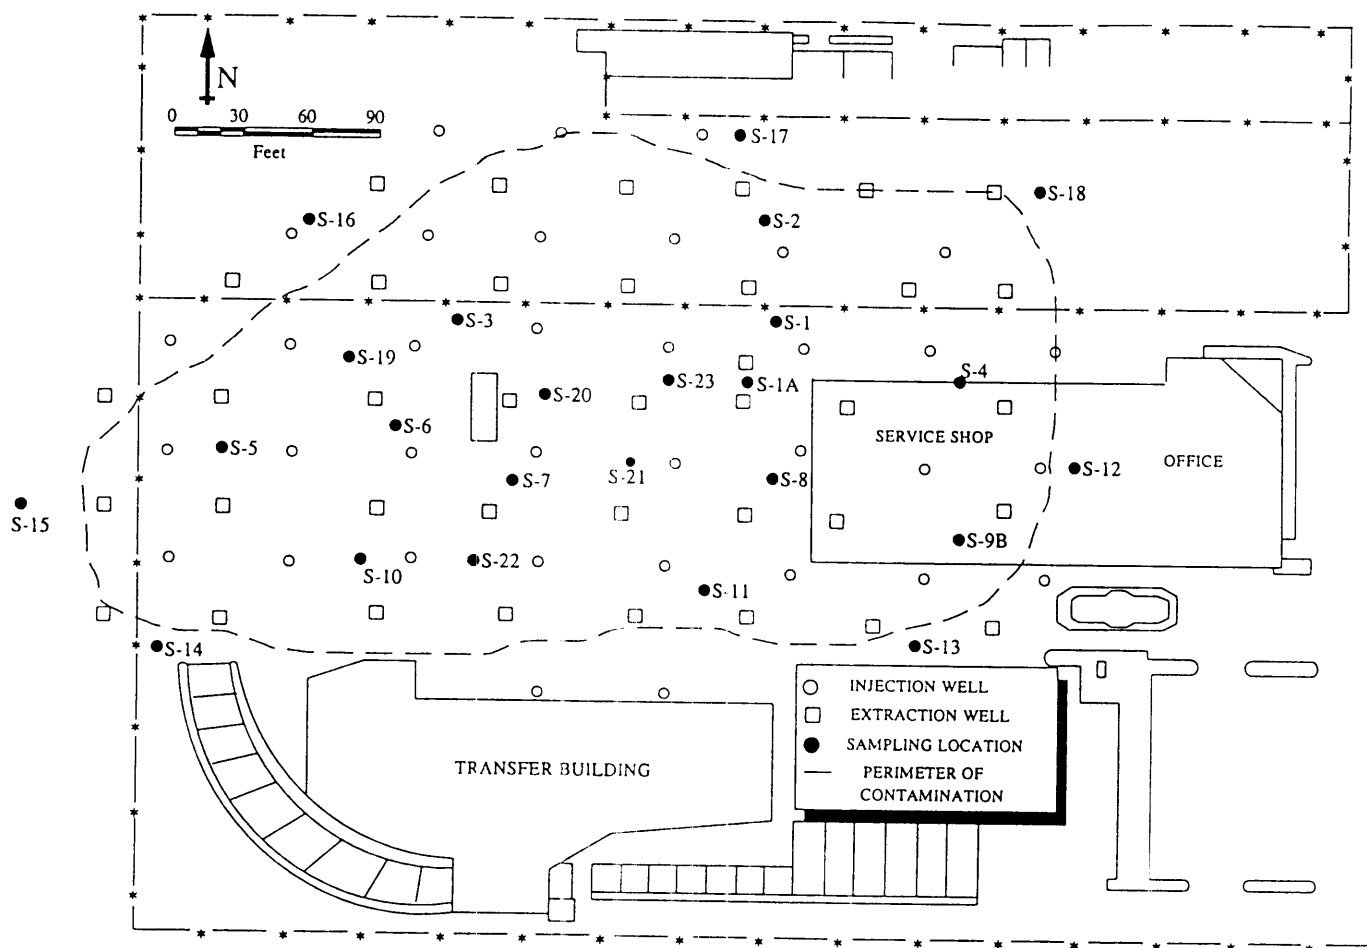 N
0 30 60 90
Feet
S-17
S-18
S-16
S-2
S-3
S-1
S-19
S-4
S-23
S-1A
S-20
S-6
SERVICE SHOP
S-5
OFFICE
S-12
S-21
S-7
S-8
S-15
S-9B
S-22
S-10
S-11
S-14
S-13
INJECTION WELL
EXTRACTION WELL
SAMPLING LOCATION
PERIMETER OF
CONTAMINATION
TRANSFER BUILDING